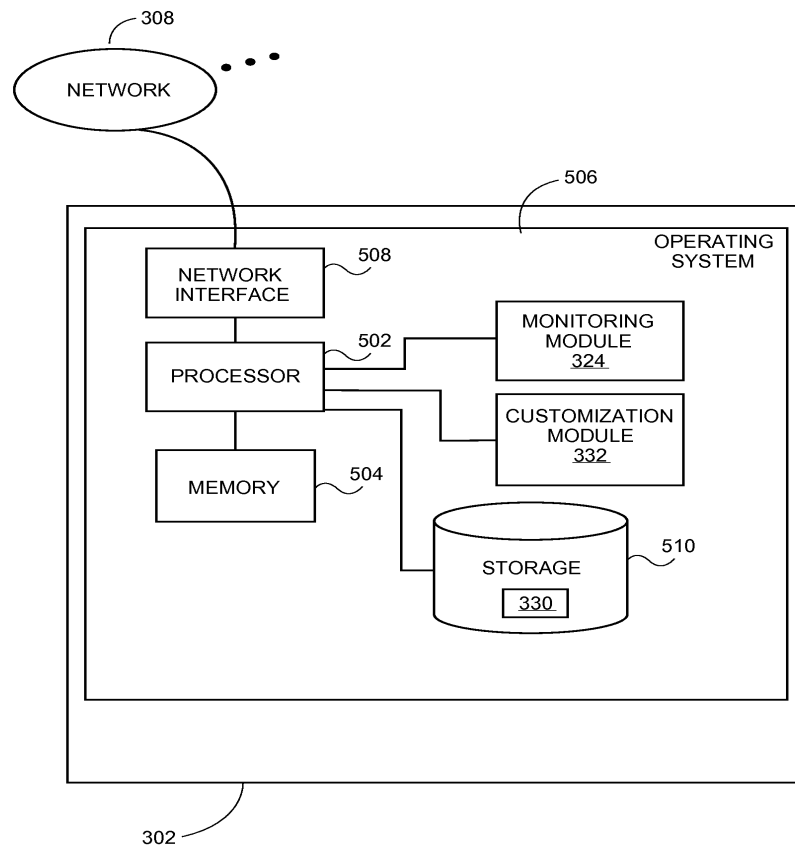 308
NETWORK
506
OPERATING
SYSTEM
NETWORK
INTERFACE
508
MONITORING
MODULE
324
502
PROCESSOR
CUSTOMIZATION
MODULE
332
MEMORY
504
STORAGE
330
510
302